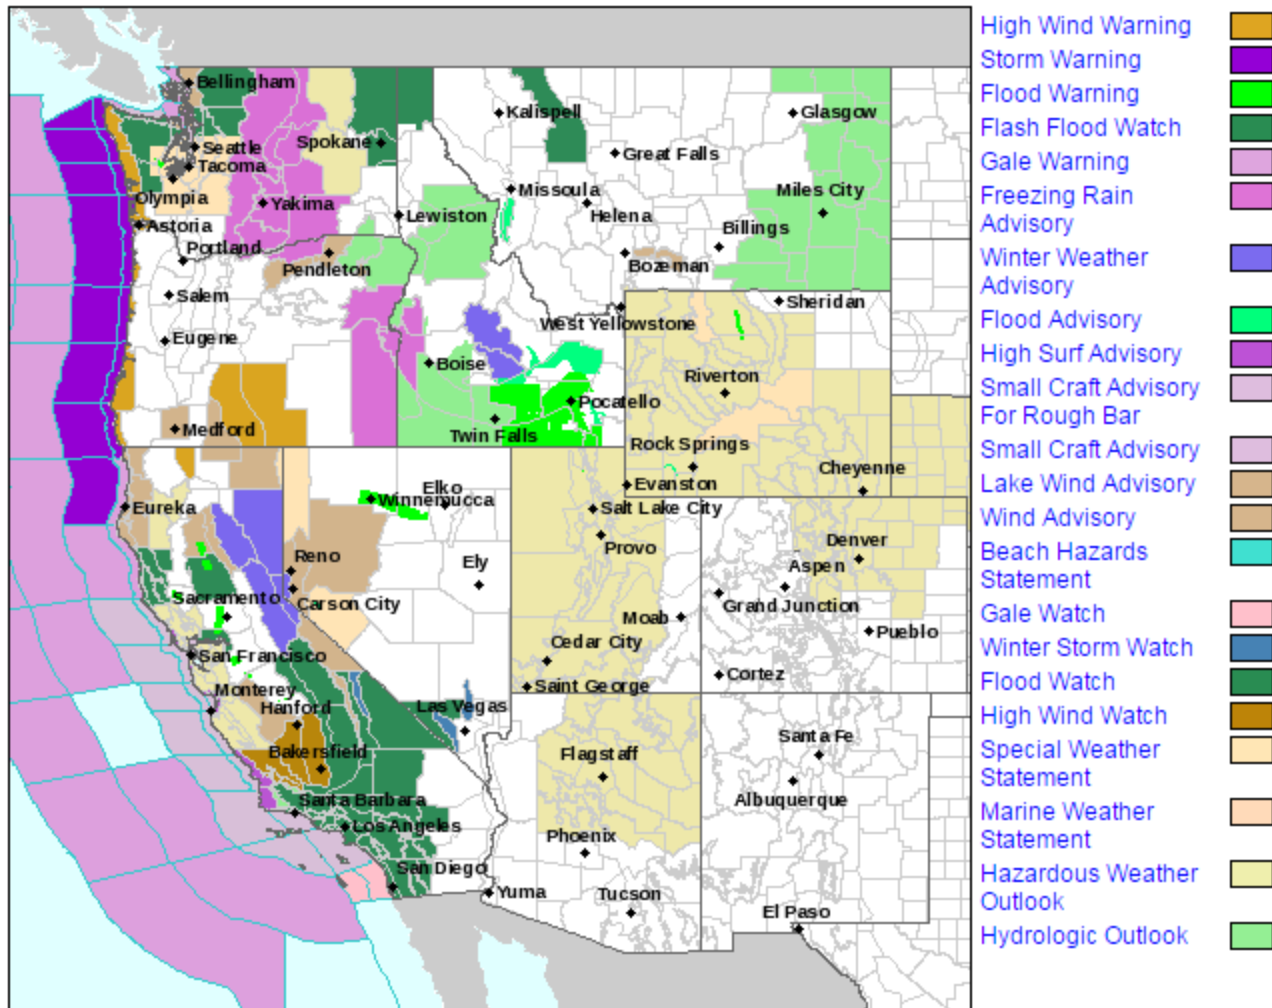 High Wind Warning
Storm Warning
Flood Warning
Flash Flood Watch
Gale Warning
Freezing Rain
Advisory
Winter Weather
Advisory
Flood Advisory
High Surf Advisory
Small Craft Advisory
For Rough Bar
Small Craft Advisory
Lake Wind Advisory
Wind Advisory
Beach Hazards
Statement
Gale Watch
Winter Storm Watch
Flood Watch
High Wind Watch
Special Weather
Statement
Marine Weather
Statement
Hazardous Weather
Outlook
Hydrologic Outlook
Bellingham
Kalispell
Glasgow
Seattle
Spokane
Great Falls
Tacoma
Olympia
Missoula
Miles City
Yakima
Lewiston
Helena
Astoria
Billings
Portland
Pendleton
Bozeman
Salem
Sheridan
West Yellowstone
Eugene
Boise
Riverton
Pocatello
Medford
Twin Falls
Rock Springs
Cheyenne
Evanston
Elko
Winnemucca
Eureka
Salt Lake City
Provo
Denver
Reno
Ely
Aspen
Sacramento
Carson City
Grand Junction
Moab
Pueblo
Cedar City
San Francisco
Cortez
Saint George
Monterey
Hanford
Las Vegas
Santa Fe
Bakersfield
Flagstaff
Santa Barbara
Albuquerque
Los Angeles
Phoenix
San Diego
Yuma
Tucson
El Paso